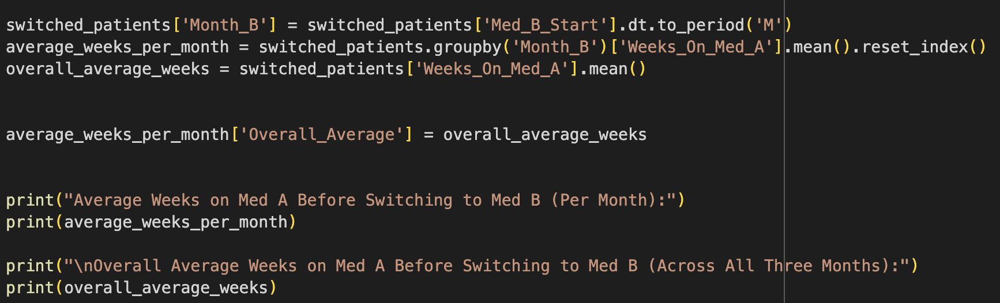 switched_patients['Month_B'] = switched_patients['Med_B_Start'].dt.to_period('M')
average_weeks_per_month = switched_patients.groupby('Month_B')['Weeks_On_Med_A'].mean().reset_index()
overall_average_weeks = switched_patients['Weeks_On_Med_A'].mean()
average_weeks_per_month['Overall_Average'] = overall_average_weeks
print("Average Weeks on Med A Before Switching to Med B (Per Month):")
print(average_weeks_per_month)
print("\nOverall Average Weeks on Med A Before Switching to Med B (Across All Three Months):")
print(overall_average_weeks)